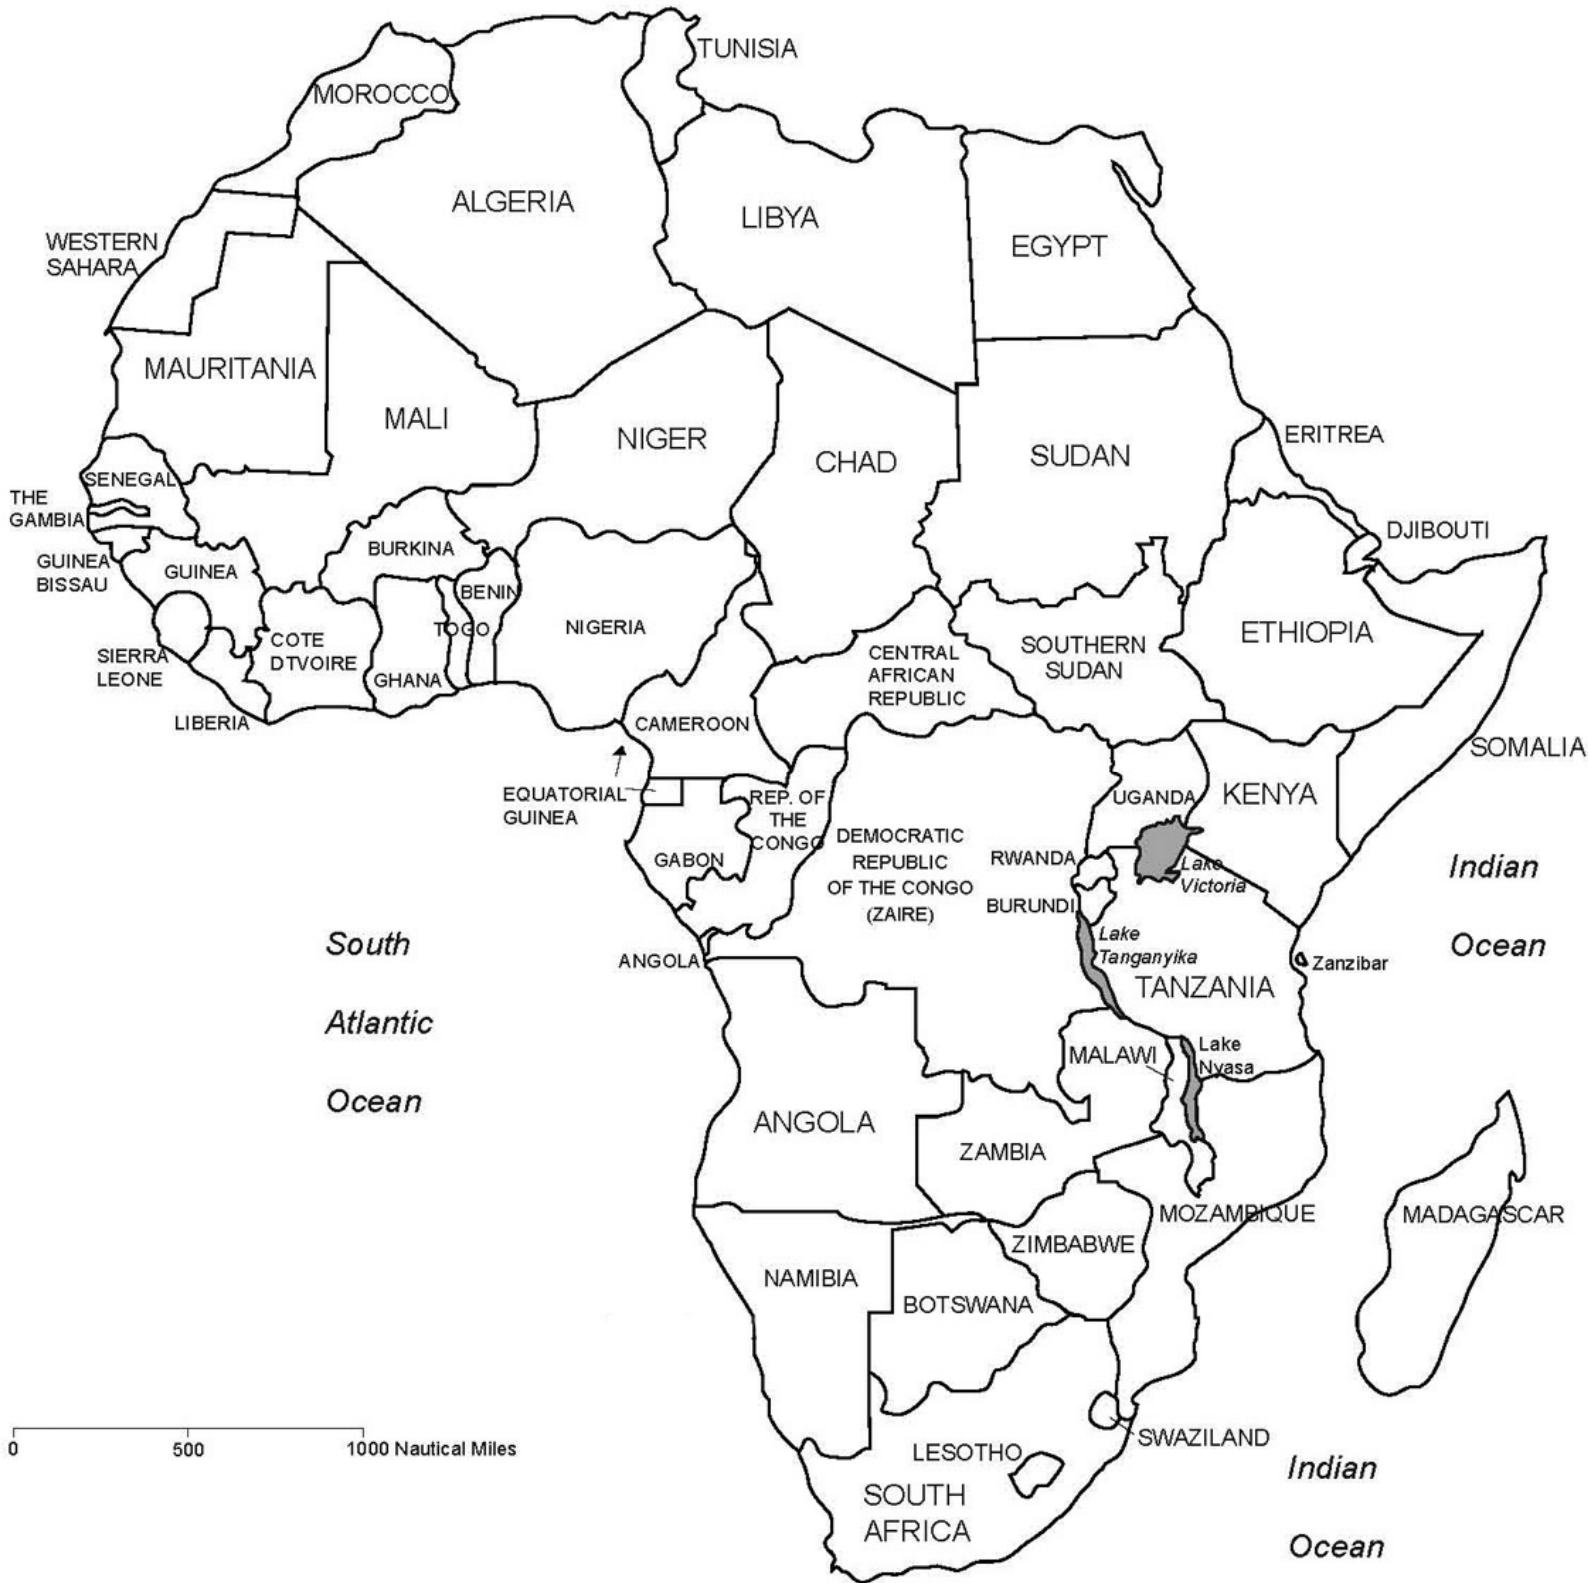 TUNISIA
MOROCCO
ALGERIA
LIBYA
EGYPT
WESTERN
SAHARA
MAURITANIA
MALI
NIGER
CHAD
SUDAN
ERITREA
SENEGAL
THE
GAMBIA
DJIBOUTI
GUINEA
BISSAU
GUINEA
BURKINA
BENIN
TOGO
NIGERIA
ETHIOPIA
COTE
DTVOIRE
GHANA
SIERRA
LEONE
LIBERIA
CENTRAL
AFRICAN
REPUBLIC
SOUTHERN
SUDAN
CAMEROON
SOMALIA
EQUATORIAL
GUINEA
REP. OF
THE
CONGO
UGANDA
KENYA
GABON
DEMOCRATIC
REPUBLIC
OF THE CONGO
(ZAIRE)
RWANDA
BURUNDI
Lake
Victoria
Indian
Ocean
South
Atlantic
Ocean
ANGOLA
Lake
Tanganyika
TANZANIA
Zanzibar
MALAWI
Lake
Nyasa
ANGOLA
ZAMBIA
MOZAMBIQUE
MADAGASCAR
ZIMBABWE
NAMIBIA
BOTSWANA
0 500 1000 Nautical Miles
SWAZILAND
LESOTHO
SOUTH
AFRICA
Indian
Ocean